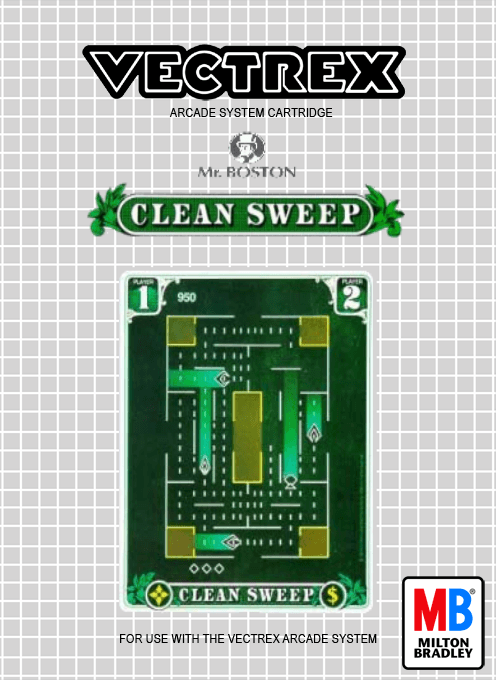 VECTREX
ARCADE SYSTEM CARTRIDGE
Mr. BOSTON
CLEAN SWEEP
PLAYER
1
950
PLAYER
2
CLEAN SWEEP $
FOR USE WITH THE VECTREX ARCADE SYSTEM
MB®
MILTON
BRADLEY